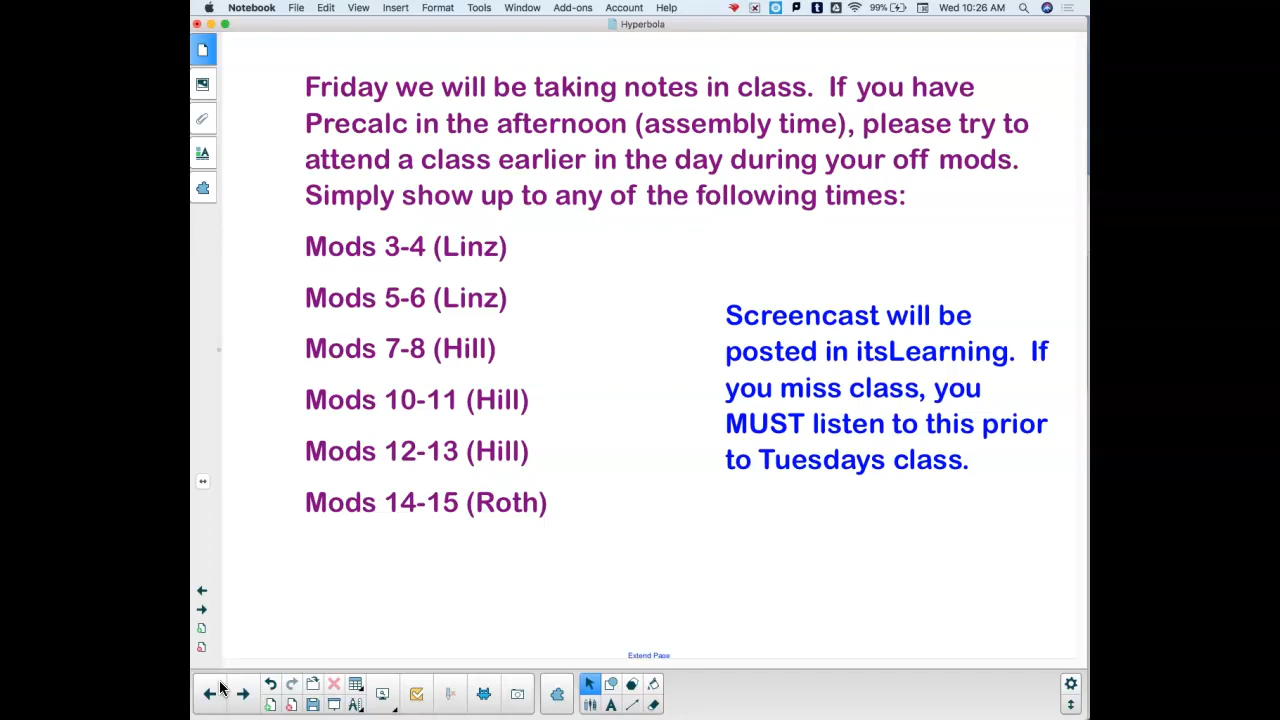 Notebook File Edit View Insert Format Tools Window Add-ons Account Help 99% Wed 10:26 AM
Hyperbola
Friday we will be taking notes in class.  If you have
Precalc in the afternoon (assembly time), please try to
attend a class earlier in the day during your off mods.
Simply show up to any of the following times:
Mods 3-4 (Linz)
Mods 5-6 (Linz)
Mods 7-8 (Hill)
Mods 10-11 (Hill)
Mods 12-13 (Hill)
Mods 14-15 (Roth)
Screencast will be
posted in itsLearning.  If
you miss class, you
MUST listen to this prior
to Tuesdays class.
Extend Page